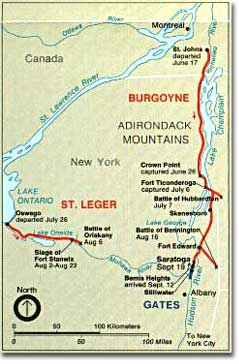 Ottawa
River
Montreal
Canada
St. Johns
departed
June 17
Richelieu
River
St. Lawrence River
BURGOYNE
ADIRONDACK
MOUNTAINS
Lake
Champlain
New York
Crown Point
captured June 26
Fort Ticonderoga
captured July 6
Battle of Hubbardton
July 7
Skenesboro
LAKE
ONTARIO
ST. LEGER
Lake George
Oswego
departed July 26
Battle of Bennington
Aug 16
Lake Oneida
Battle of
Oriskany
Aug 6
Fort Edward
Siege of
Fort Stanwix
Aug 2-Aug 22
Mohawk River
Saratoga
Sept 19
Bemis Heights
arrived Sept. 12
Stillwater
North
GATES
Albany
Hudson River
0 50 100 Kilometers
0 50 100 Miles
To New
York City